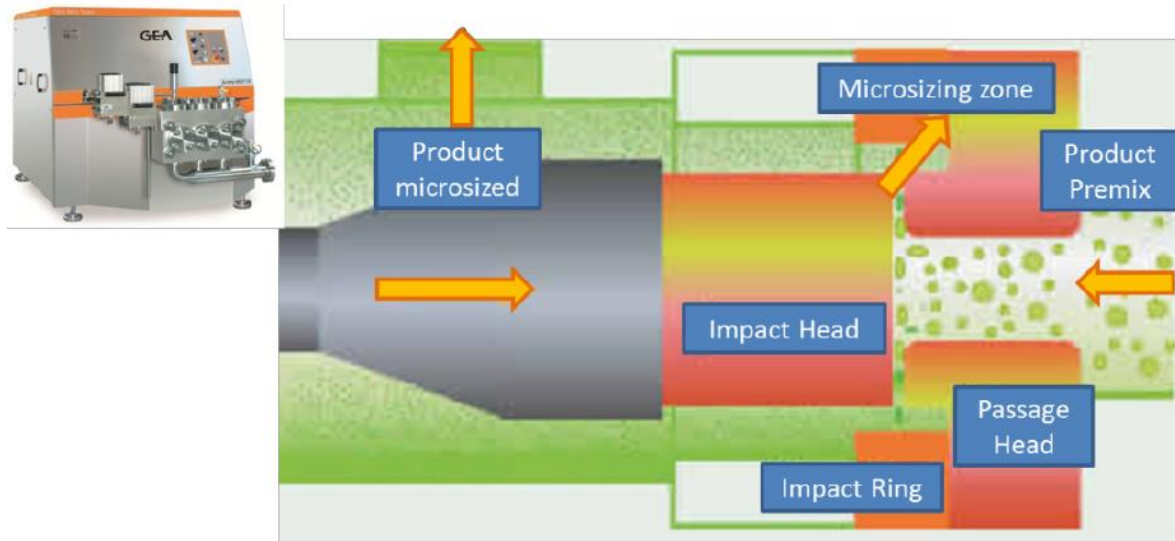 GEA
Product
microsized
Microsizing zone
Product
Premix
Impact Head
Passage
Head
Impact Ring